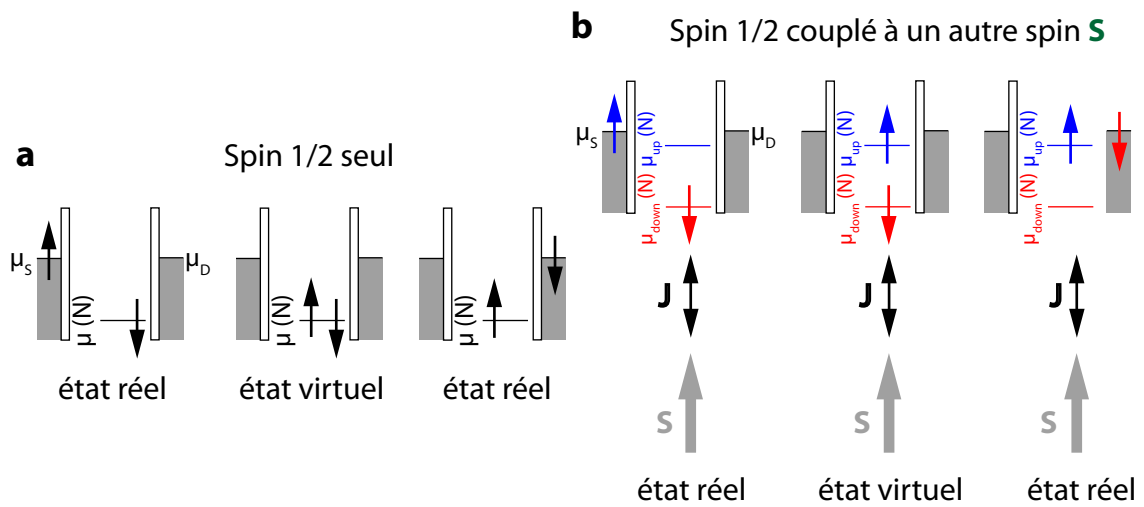 a
Spin 1/2 seul
μS
μ (N)
μD
μ (N)
μ (N)
état réel
état virtuel
état réel
b
Spin 1/2 couplé à un autre spin S
μS
μup (N)
μdown (N)
μD
μup (N)
μdown (N)
μup (N)
μdown (N)
J
J
J
S
S
S
état réel
état virtuel
état réel